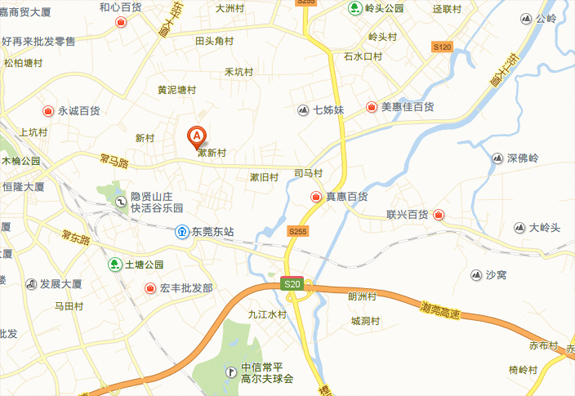 嘉商贸大厦
和心百货
大洲村
S255
岭头公园
迳联村
公岭
好再来批发零售
东平大道
田头角村
岭头村
S120
石水口村
东深大道
松柏塘村
禾坑村
黄泥塘村
永诚百货
七姊妹
美惠佳百货
上坑村
新村
A
漱新村
木棆公园
常马路
漱旧村
司马村
深佛岭
恒隆大厦
隐贤山庄
快活谷乐园
真惠百货
联兴百货
大岭头
常东路
东莞东站
S255
土塘公园
沙窝
发展大厦
宏丰批发部
S20
朗洲村
马田村
九江水村
城洞村
潮莞高速
批发
赤布村
赤
中信常平
高尔夫球会
椅岭村